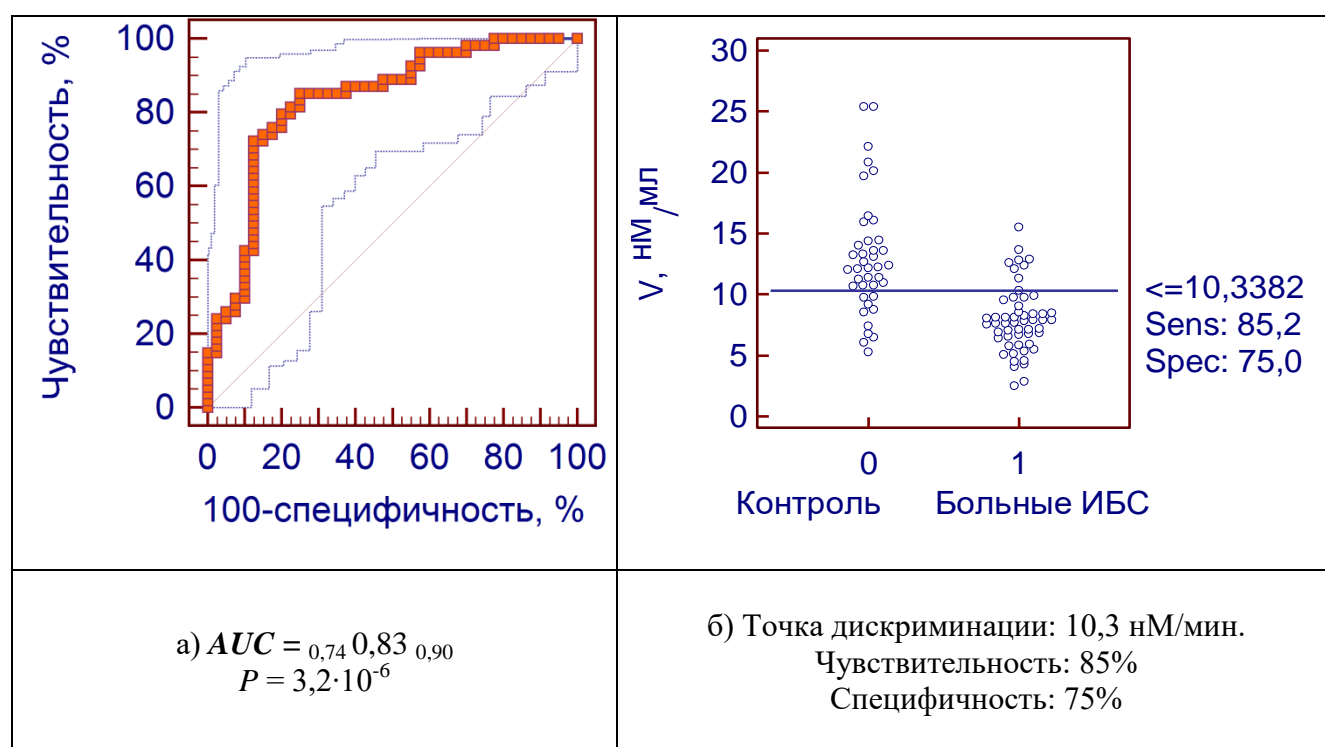 Чувствительность, %
100
80
60
40
20
0
0 20 40 60 80 100
100-специфичность, %
V, нМ/мл
30
25
20
15
10
5
0
0 1
Контроль Больные ИБС
<=10,3382
Sens: 85,2
Spec: 75,0
а) AUC = 0,74 0,83 0,90
P = 3,2·10-6
б) Точка дискриминации: 10,3 нМ/мин.
Чувствительность: 85%
Специфичность: 75%